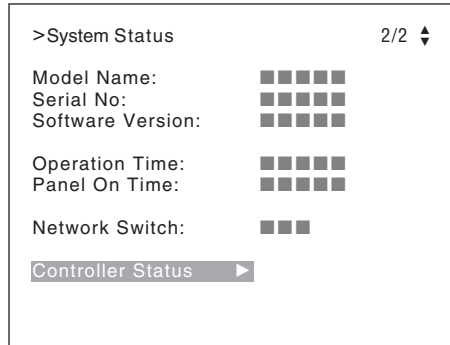 >System Status 2/2
Model Name: ■■■■■
Serial No: ■■■■■
Software Version: ■■■■■
Operation Time: ■■■■■
Panel On Time: ■■■■■
Network Switch: ■■■
Controller Status